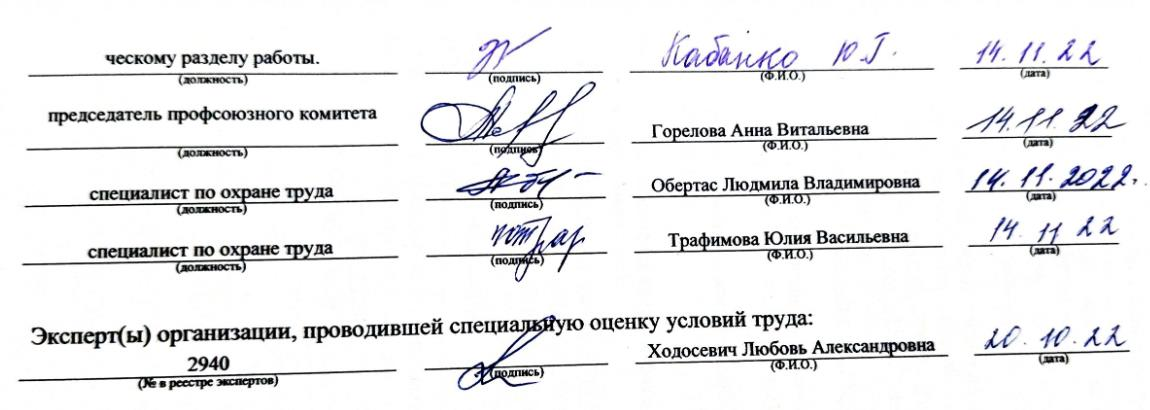 ческому разделу работы. Кабанко Ю.Г. 14.11.22
(должность) (подпись) (Ф.И.О.) (дата)
председатель профсоюзного комитета Горелова Анна Витальевна 14.11.22
(должность) (подпись) (Ф.И.О.) (дата)
специалист по охране труда Обертас Людмила Владимировна 14.11.2022.
(должность) (подпись) (Ф.И.О.) (дата)
специалист по охране труда Трафимова Юлия Васильевна 14.11 22
(должность) (подпись) (Ф.И.О.) (дата)
Эксперт(ы) организации, проводившей специальную оценку условий труда:
2940 Ходосевич Любовь Александровна 20.10.22
(№ в реестре экспертов) (подпись) (Ф.И.О.) (дата)